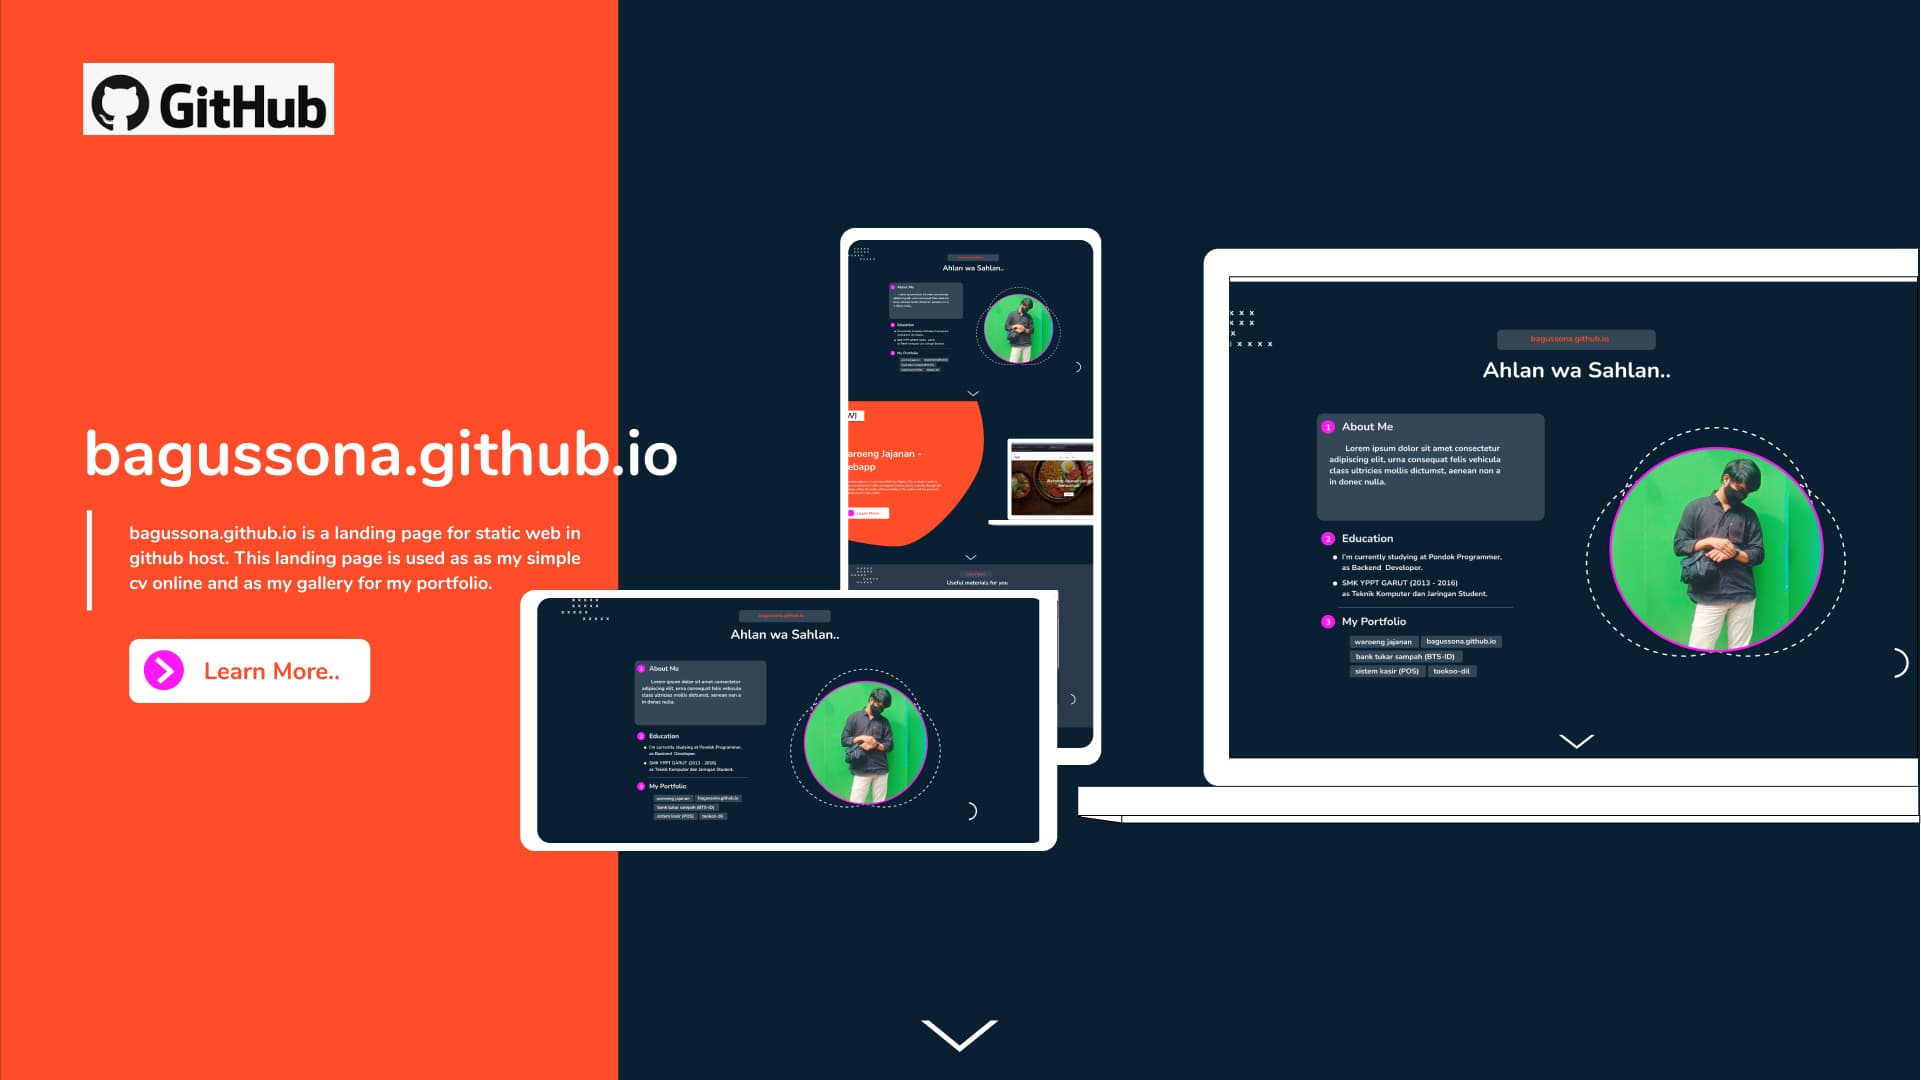 GitHub
bagussona.github.io
bagussona.github.io is a landing page for static web in
github host. This landing page is used as as my simple
cv online and as my gallery for my portfolio.
Learn More..
Ahlan wa Sahlan..
About Me
Education
My Portfolio
aroeng Jajanan -
ebapp
Learn More..
Useful materials for you
bagussona.github.io
Ahlan wa Sahlan..
1 About Me
Lorem ipsum dolor sit amet consectetur
adipiscing elit, urna consequat felis vehicula
class ultricies mollis dictumst, aenean non a
in donec nulla.
2 Education
I'm currently studying at Pondok Programmer,
as Backend Developer.
SMK YPPT GARUT (2013 - 2016)
as Teknik Komputer dan Jaringan Student.
3 My Portfolio
waroeng jajanan bagussona.github.io
bank tukar sampah (BTS-ID)
sistem kasir (POS) tookoo-dil
bagussona.github.io
Ahlan wa Sahlan..
1 About Me
Lorem ipsum dolor sit amet consectetur
adipiscing elit, urna consequat felis vehicula
class ultricies mollis dictumst, aenean non a
in donec nulla.
2 Education
I'm currently studying at Pondok Programmer,
as Backend Developer.
SMK YPPT GARUT (2013 - 2016)
as Teknik Komputer dan Jaringan Student.
3 My Portfolio
waroeng jajanan bagussona.github.io
bank tukar sampah (BTS-ID)
sistem kasir (POS) tookoo-dil